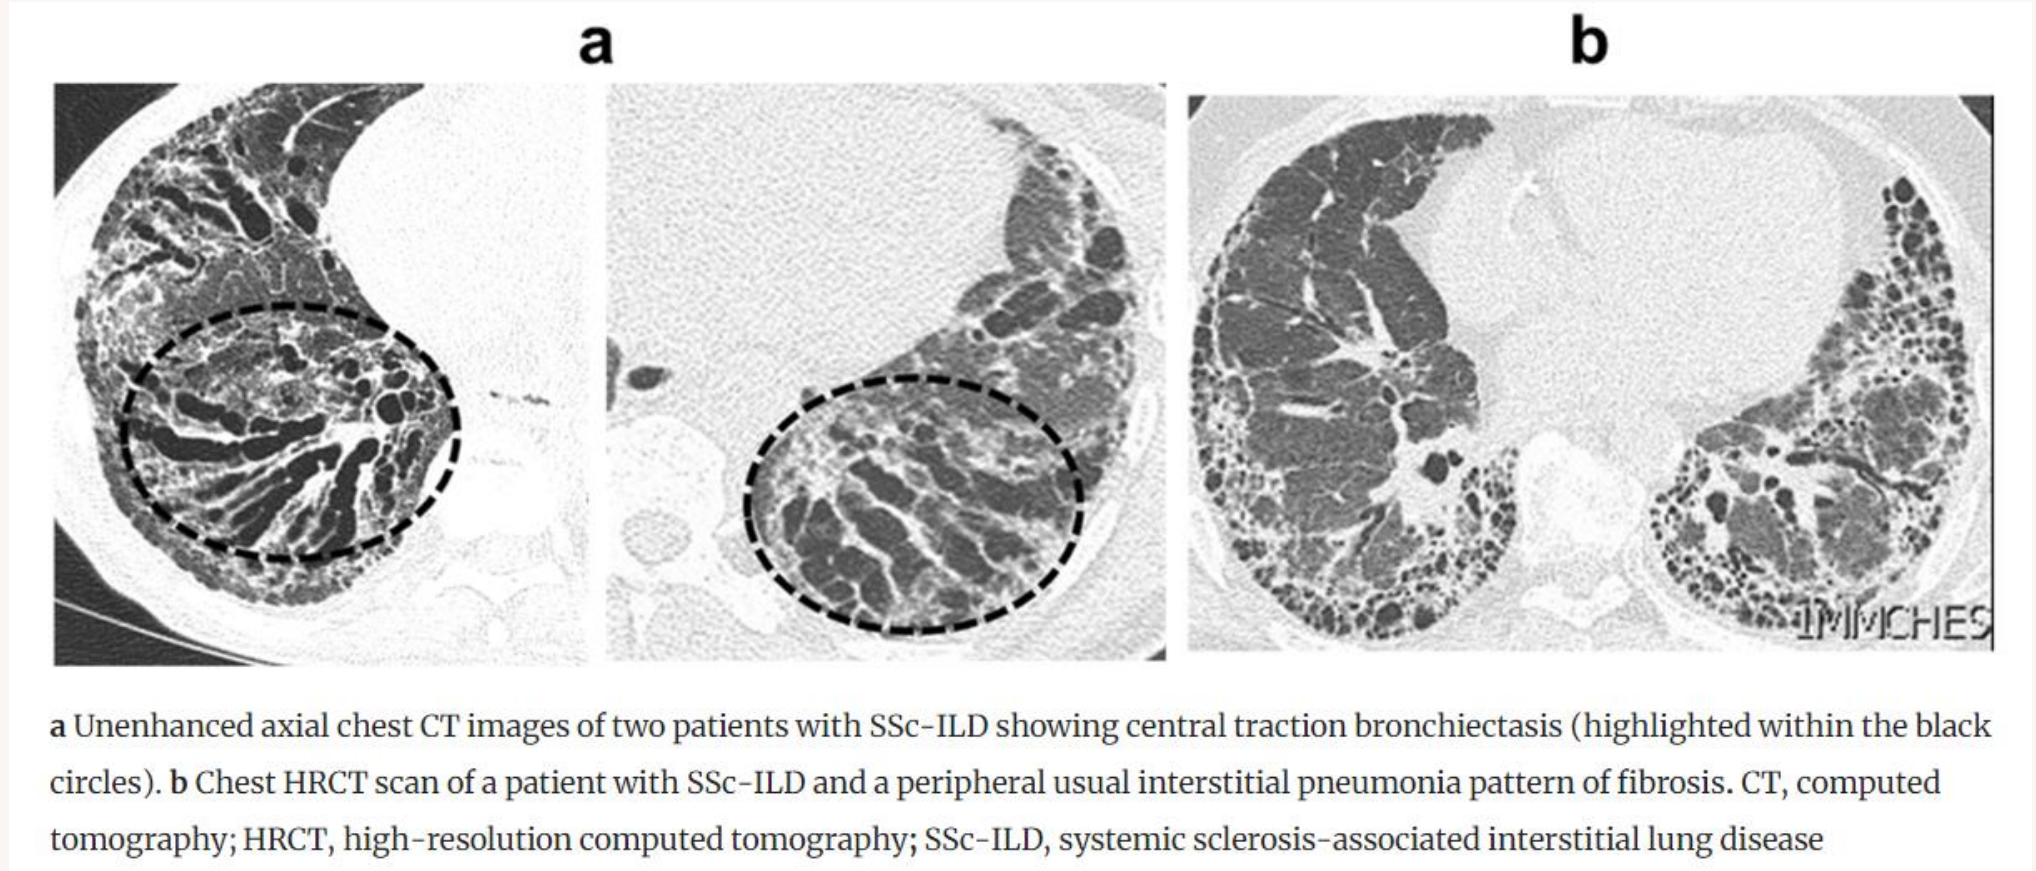 a
b
1MMCHES
a Unenhanced axial chest CT images of two patients with SSc-ILD showing central traction bronchiectasis (highlighted within the black
circles). b Chest HRCT scan of a patient with SSc-ILD and a peripheral usual interstitial pneumonia pattern of fibrosis. CT, computed
tomography; HRCT, high-resolution computed tomography; SSc-ILD, systemic sclerosis-associated interstitial lung disease